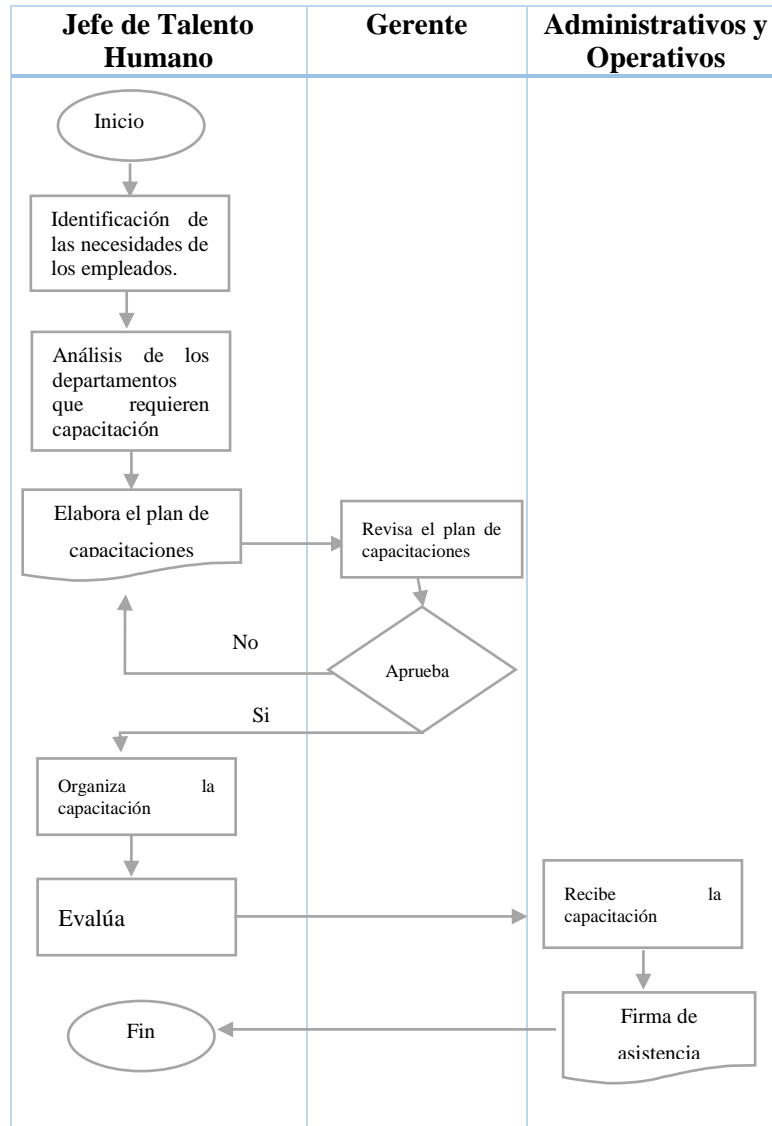 Jefe de Talento
Humano
Gerente
Administrativos y
Operativos
Inicio
Identificación de
las necesidades de
los empleados.
Análisis de los
departamentos
que requieren
capacitación
Elabora el plan de
capacitaciones
Revisa el plan de
capacitaciones
Aprueba
No
Si
Organiza la
capacitación
Evalúa
Recibe la
capacitación
Firma de
asistencia
Fin